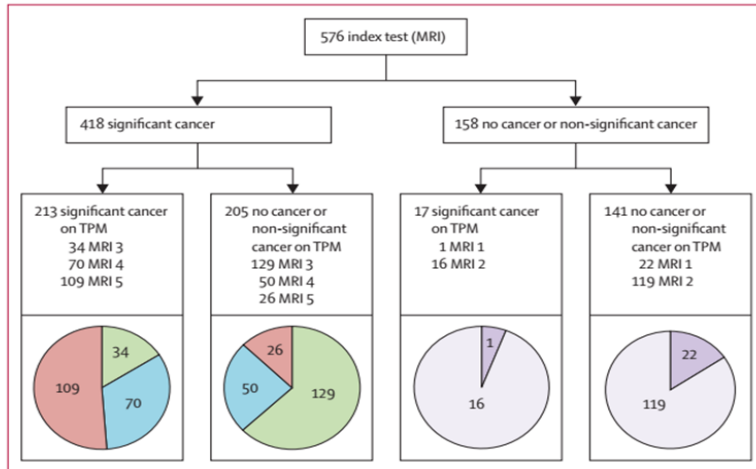 576 index test (MRI)
418 significant cancer
158 no cancer or non-significant cancer
213 significant cancer
on TPM
34 MRI 3
70 MRI 4
109 MRI 5
205 no cancer or
non-significant
cancer on TPM
129 MRI 3
50 MRI 4
26 MRI 5
17 significant cancer
on TPM
1 MRI 1
16 MRI 2
141 no cancer or
non-significant
cancer on TPM
22 MRI 1
119 MRI 2
34
109
70
26
50
129
1
16
22
119